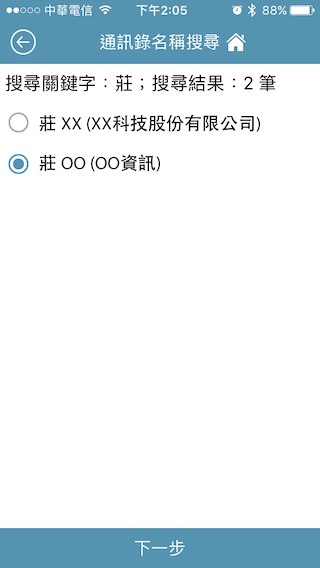 中華電信 下午2:05 88%
通訊錄名稱搜尋
搜尋關鍵字：莊；搜尋結果：2 筆
莊 XX (XX科技股份有限公司)
莊 OO (OO資訊)
下一步